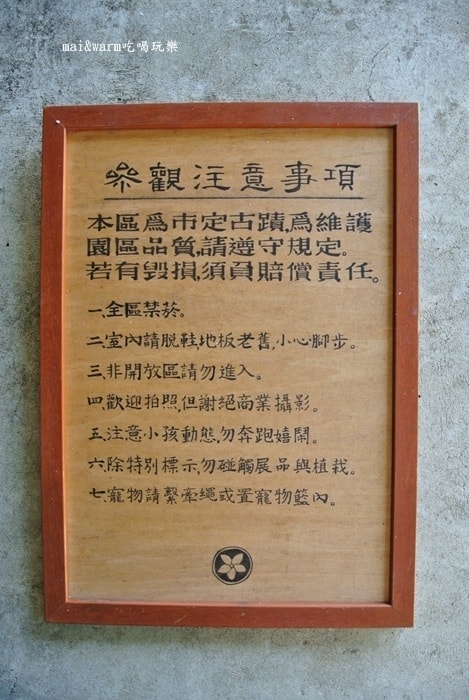 mai&warm吃喝玩樂
參觀注意事項
本區為市定古蹟,為維護
園區品質,請遵守規定。
若有毀損,須負賠償責任。
一.全區禁菸。
二.室內請脫鞋,地板老舊,小心腳步。
三.非開放區請勿進入。
四.歡迎拍照,但謝絕商業攝影。
五.注意小孩動態,勿奔跑嬉鬧。
六.除特別標示,勿碰觸展品與植栽。
七.寵物請繫牽繩或置寵物籃內。